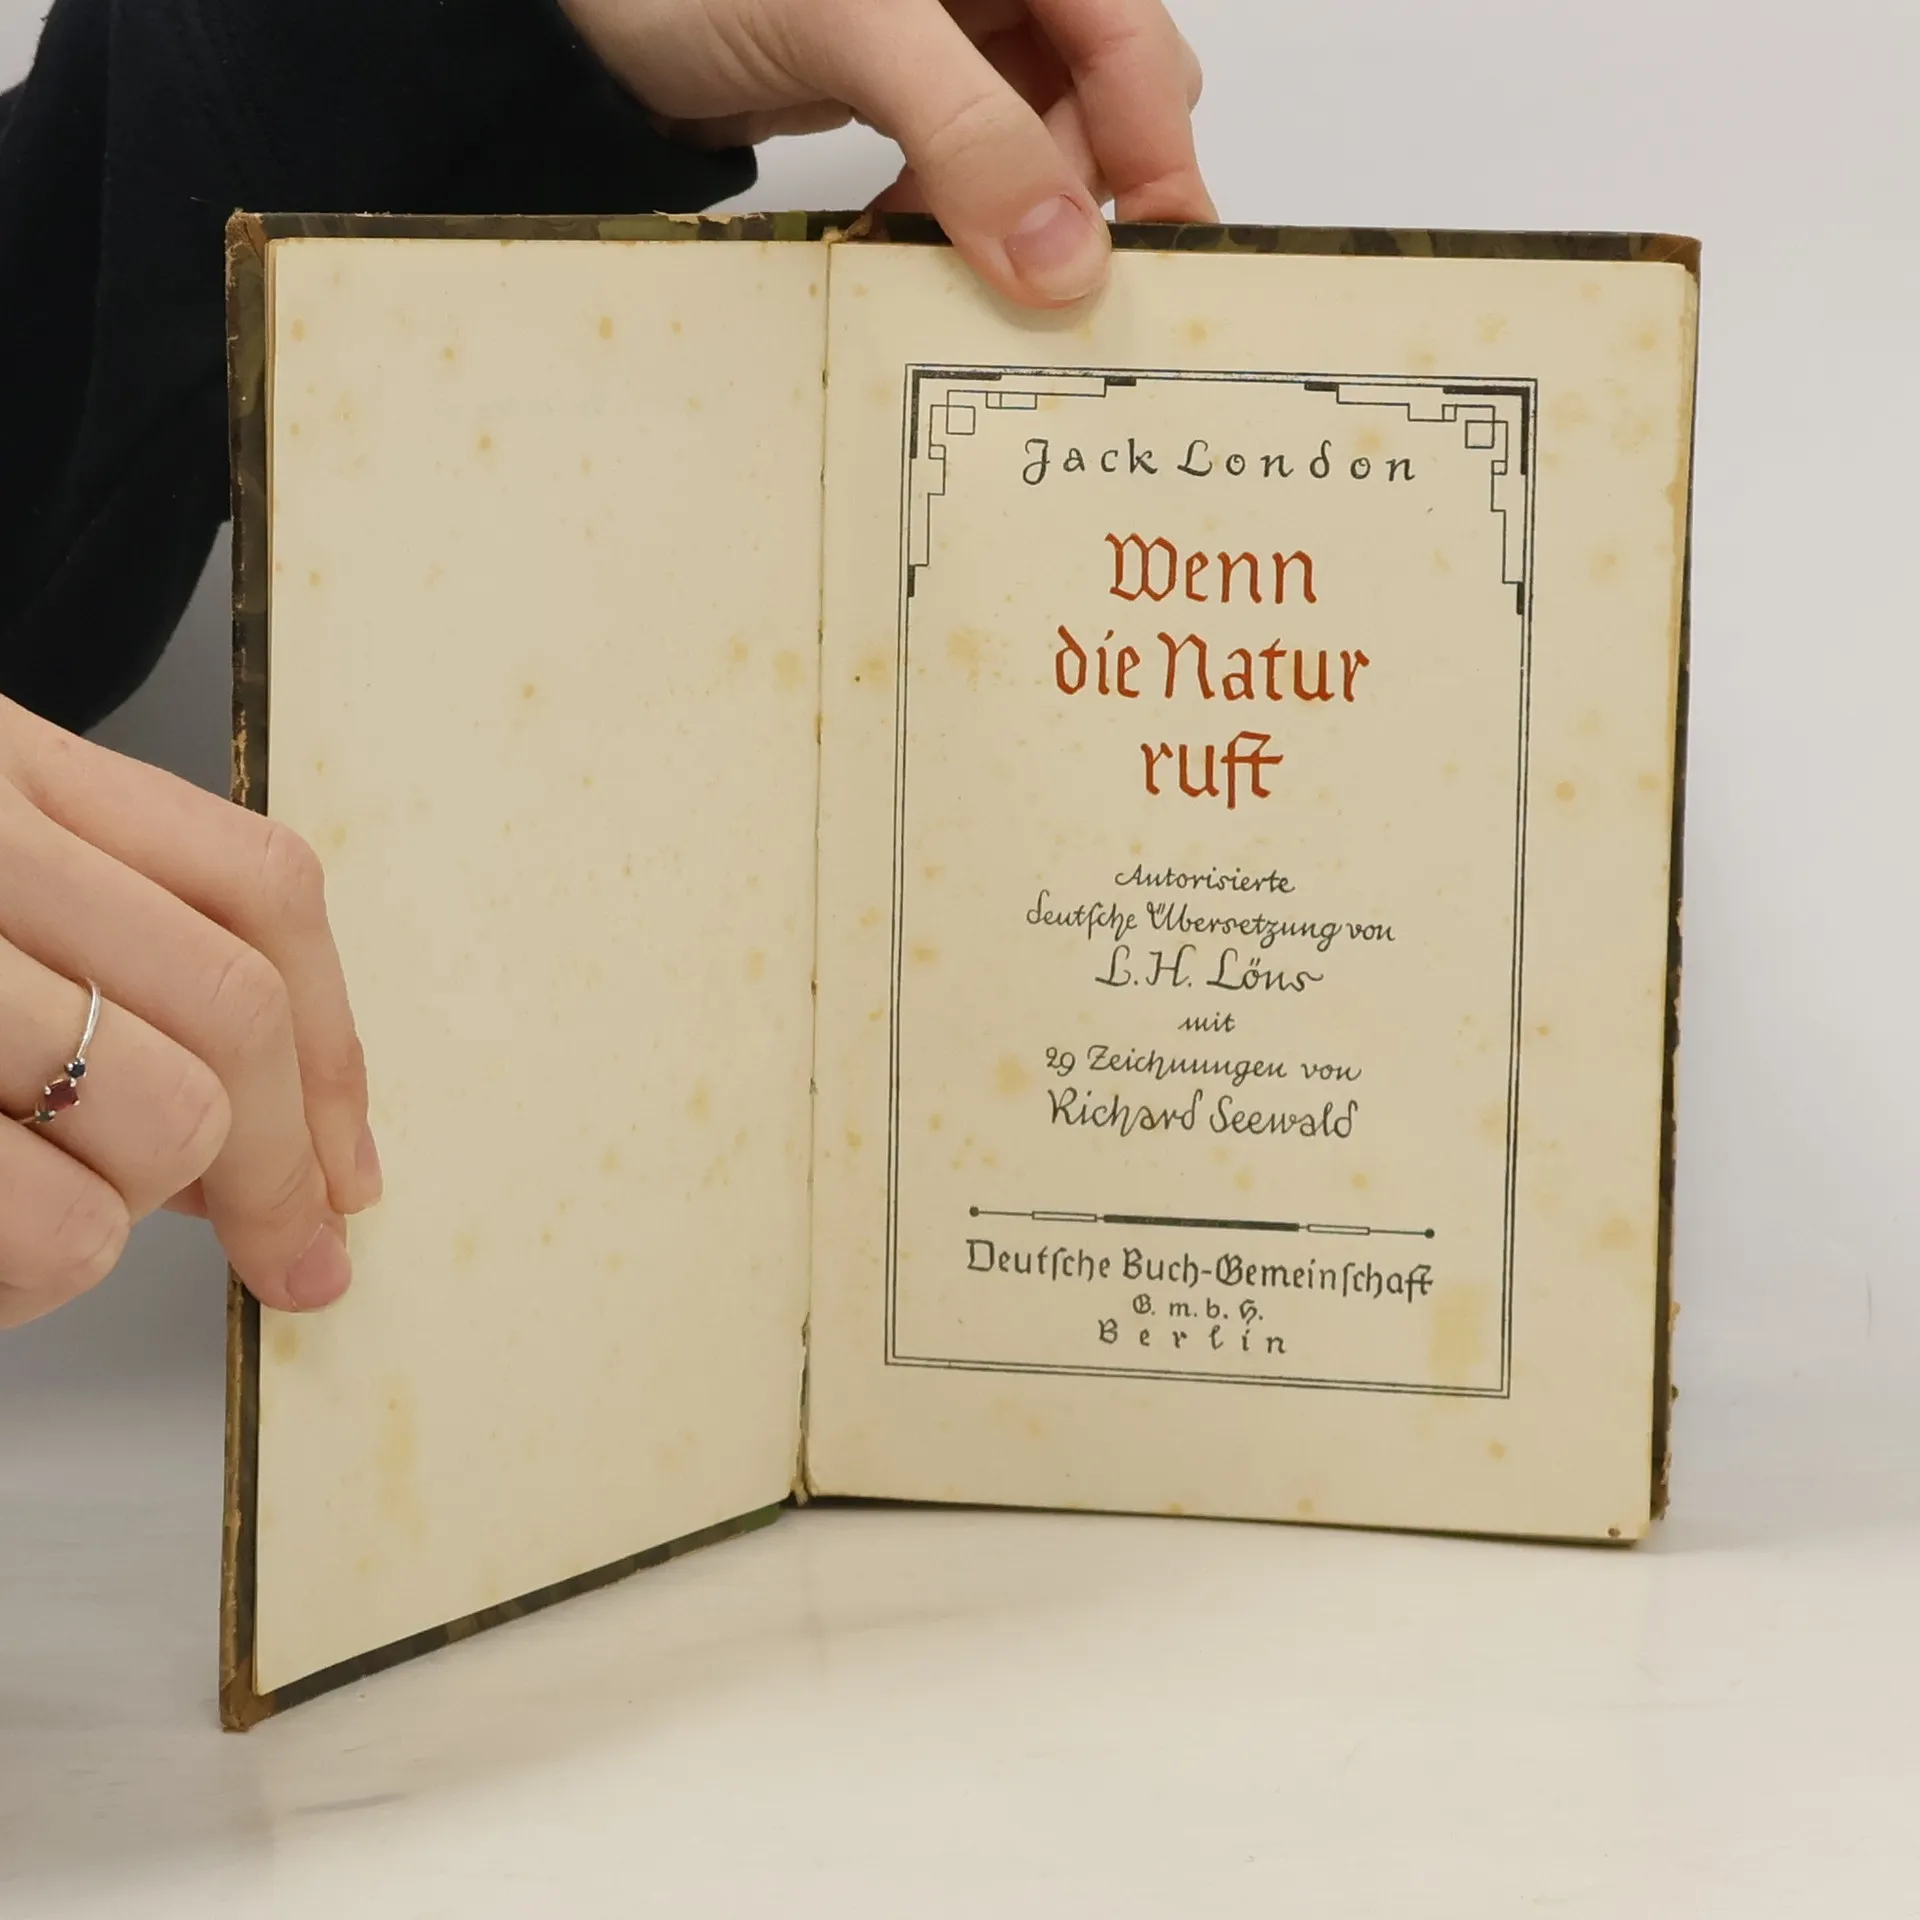 Jack London
Wenn
die Natur
ruft
Autorisierte
deutſche Überſetzung von
L. H. Löns
mit
29 Zeichnungen von
Richard Seewald
Deutſche Buch-Gemeinſchaft
G. m. b. H.
Berlin